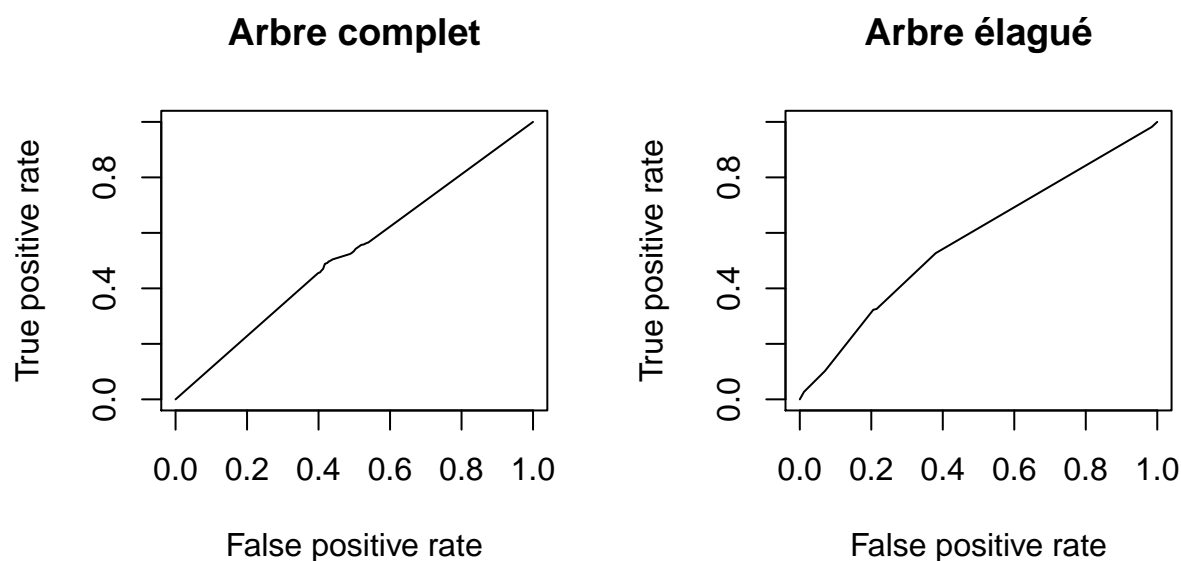 Arbre complet
True positive rate
0.0 0.4 0.8
0.0 0.2 0.4 0.6 0.8 1.0
False positive rate
Arbre élagué
True positive rate
0.0 0.4 0.8
0.0 0.2 0.4 0.6 0.8 1.0
False positive rate